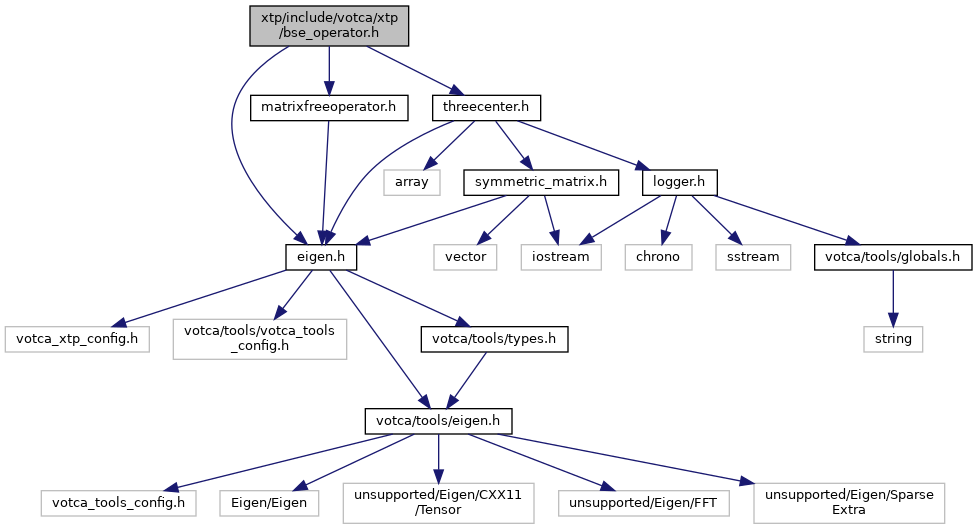 xtp/include/votca/xtp
/bse_operator.h
matrixfreeoperator.h
threecenter.h
array
symmetric_matrix.h
logger.h
eigen.h
vector
iostream
chrono
sstream
votca/tools/globals.h
votca_xtp_config.h
votca/tools/votca_tools
_config.h
votca/tools/types.h
string
votca/tools/eigen.h
votca_tools_config.h
Eigen/Eigen
unsupported/Eigen/CXX11
/Tensor
unsupported/Eigen/FFT
unsupported/Eigen/Sparse
Extra